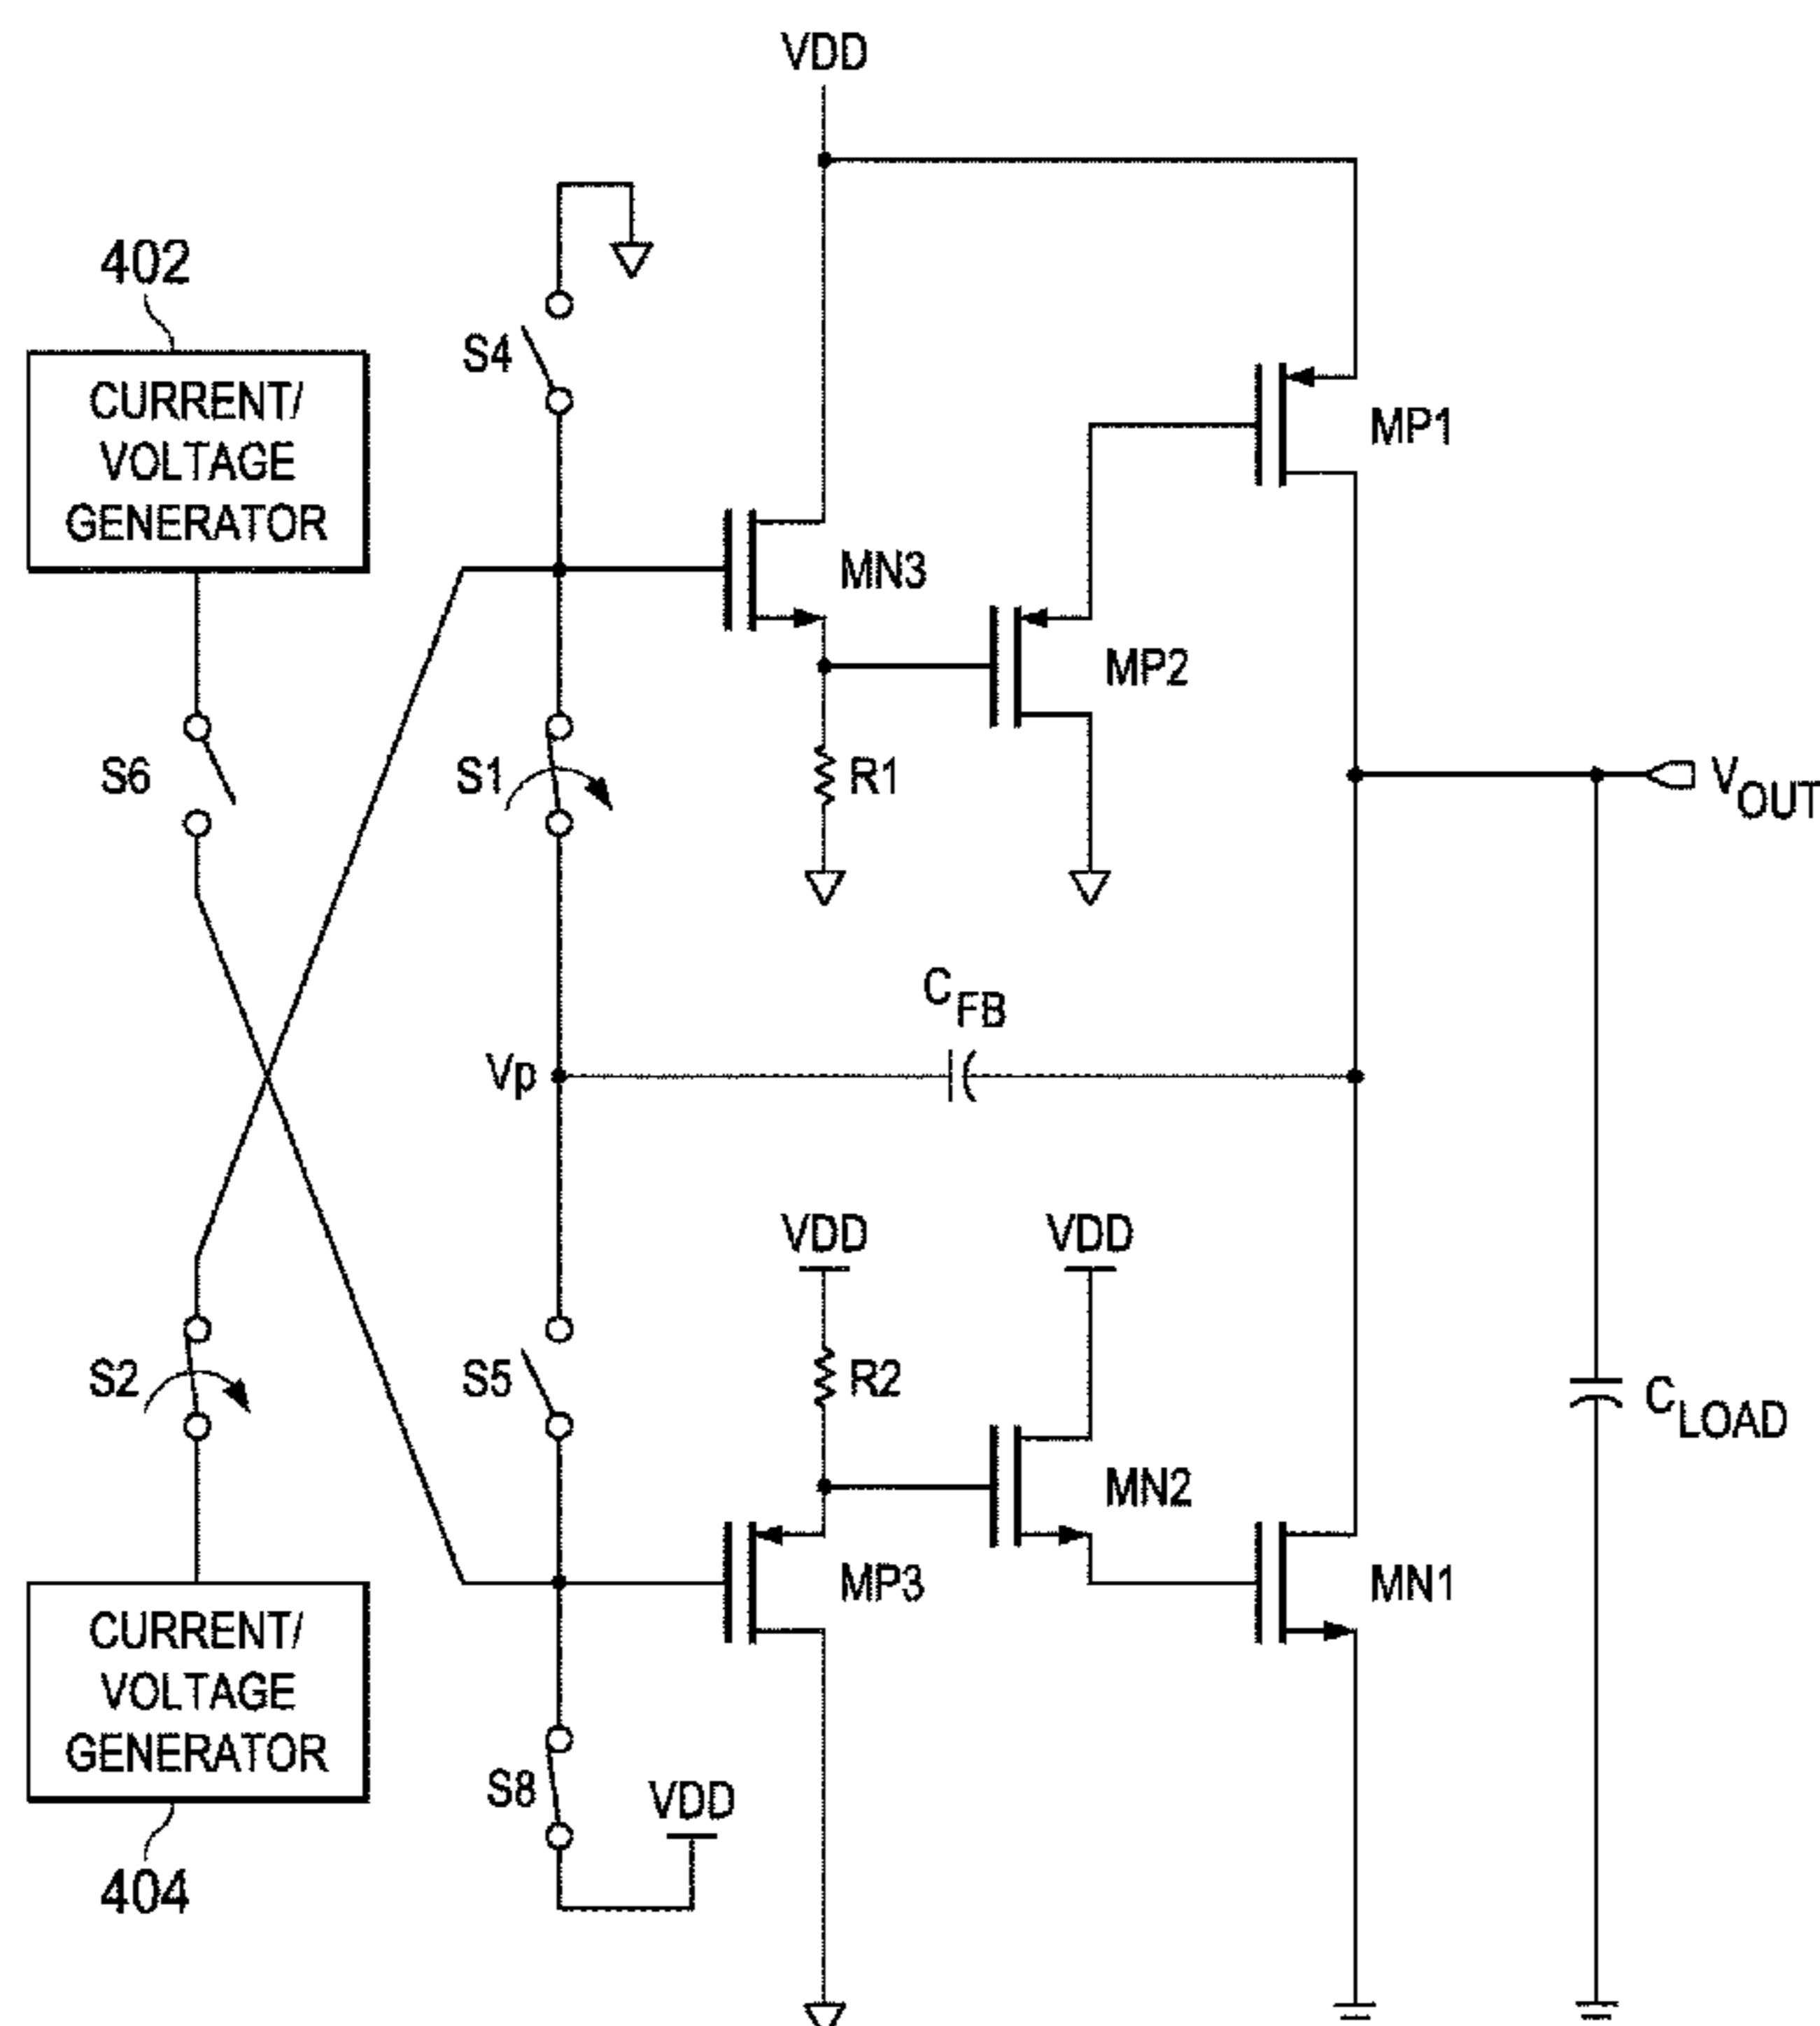 VDD
402
CURRENT/
VOLTAGE
GENERATOR
S4
MP1
MN3
MP2
S6
S1
R1
VOUT
CFB
Vp
VDD
VDD
S2
S5
R2
CLOAD
MN2
MP3
MN1
CURRENT/
VOLTAGE
GENERATOR
S8
VDD
404